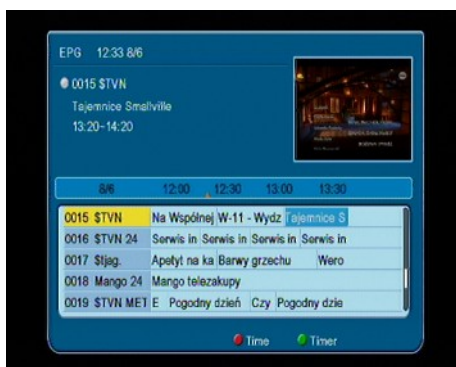 EPG 12:33 8/6
0015 $TVN
Tajemnice Smallville
13:20-14:20
8/6 12:00 12:30 13:00 13:30
0015 $TVN Na Wspólnej W-11 - Wydz Tajemnice S
0016 $TVN 24 Serwis in Serwis in Serwis in Serwis in
0017 $tjag. Apetyt na ka Barwy grzechu Wero
0018 Mango 24 Mango telezakupy
0019 $TVN MET E Pogodny dzień Czy Pogodny dzie
Time Timer